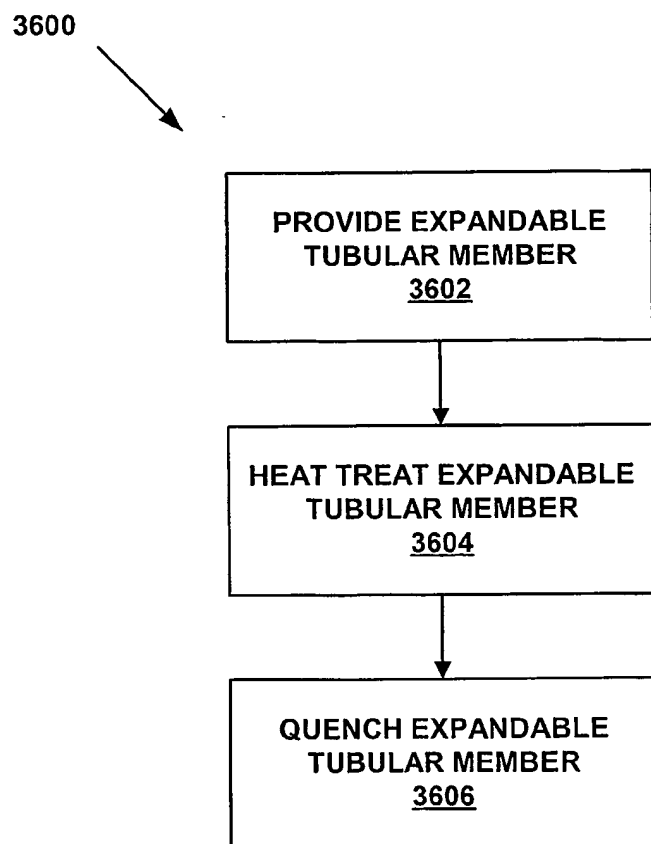 3600
PROVIDE EXPANDABLE
TUBULAR MEMBER
3602
HEAT TREAT EXPANDABLE
TUBULAR MEMBER
3604
QUENCH EXPANDABLE
TUBULAR MEMBER
3606